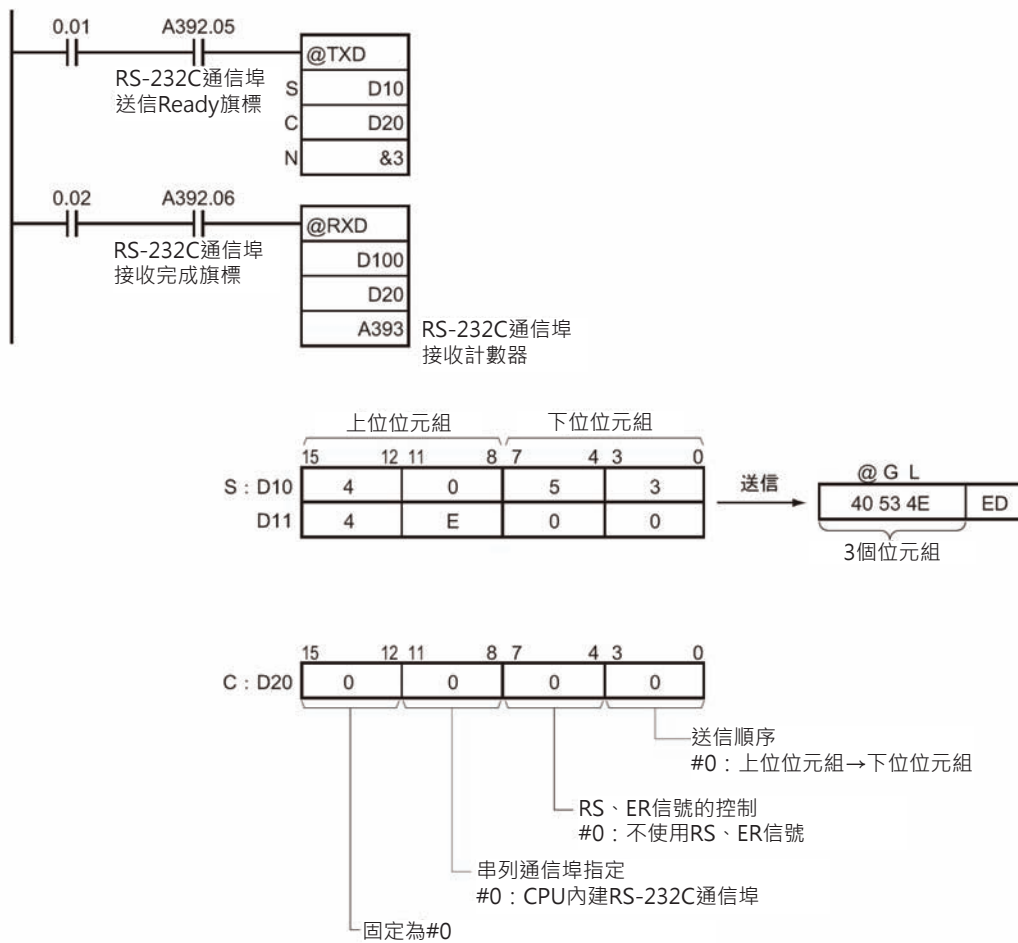 0.01 A392.05
@TXD
RS-232C通信埠
送信Ready旗標
S D10
C D20
N &3
0.02 A392.06
@RXD
RS-232C通信埠
接收完成旗標
D100
D20
A393
RS-232C通信埠
接收計數器
上位位元組 下位位元組
15 12 11 8 7 4 3 0
S：D10 4 0 5 3
D11 4 E 0 0
送信
@ G L
40 53 4E ED
3個位元組
15 12 11 8 7 4 3 0
C：D20 0 0 0 0
送信順序
#0：上位位元組→下位位元組
RS、ER信號的控制
#0：不使用RS、ER信號
串列通信埠指定
#0：CPU內建RS-232C通信埠
固定為#0